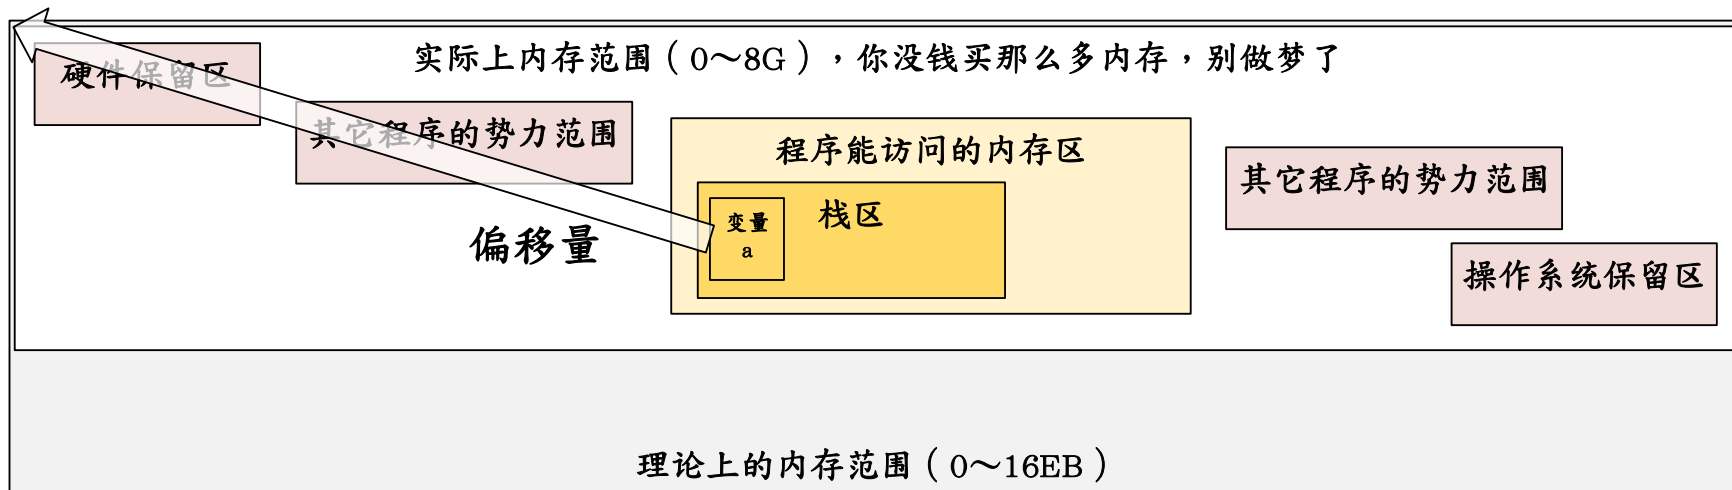 实际上内存范围（0～8G），你没钱买那么多内存，别做梦了
硬件保留区
其它程序的势力范围
程序能访问的内存区
其它程序的势力范围
栈区
变量
a
偏移量
操作系统保留区
理论上的内存范围（0～16EB）